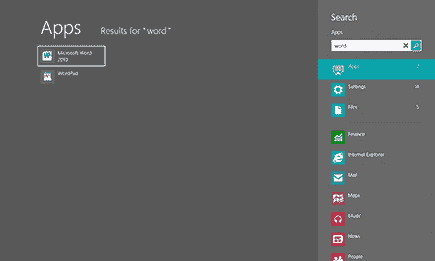 Apps Results for "word"
Microsoft Word
2013
WordPad
Search
Apps
word
Apps
Settings
Files
Finance
Internet Explorer
Mail
Maps
Music
News
People